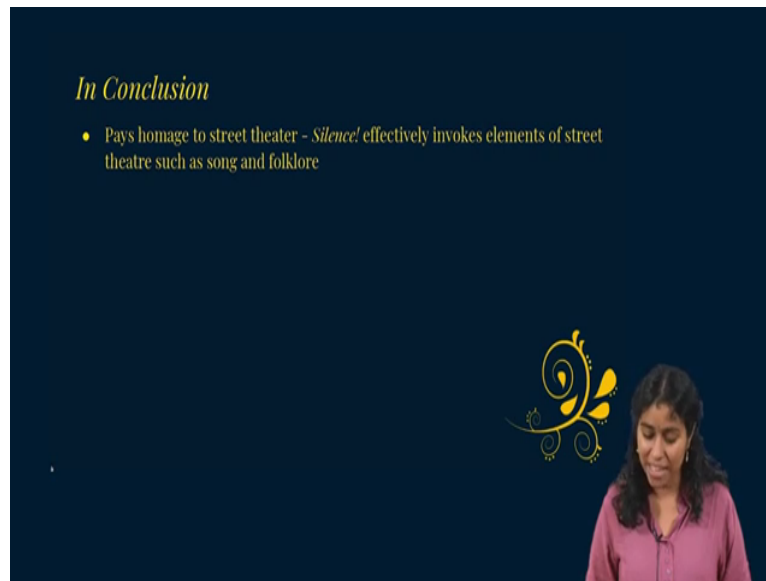 In Conclusion
● Pays homage to street theater - Silence! effectively invokes elements of street
theatre such as song and folklore